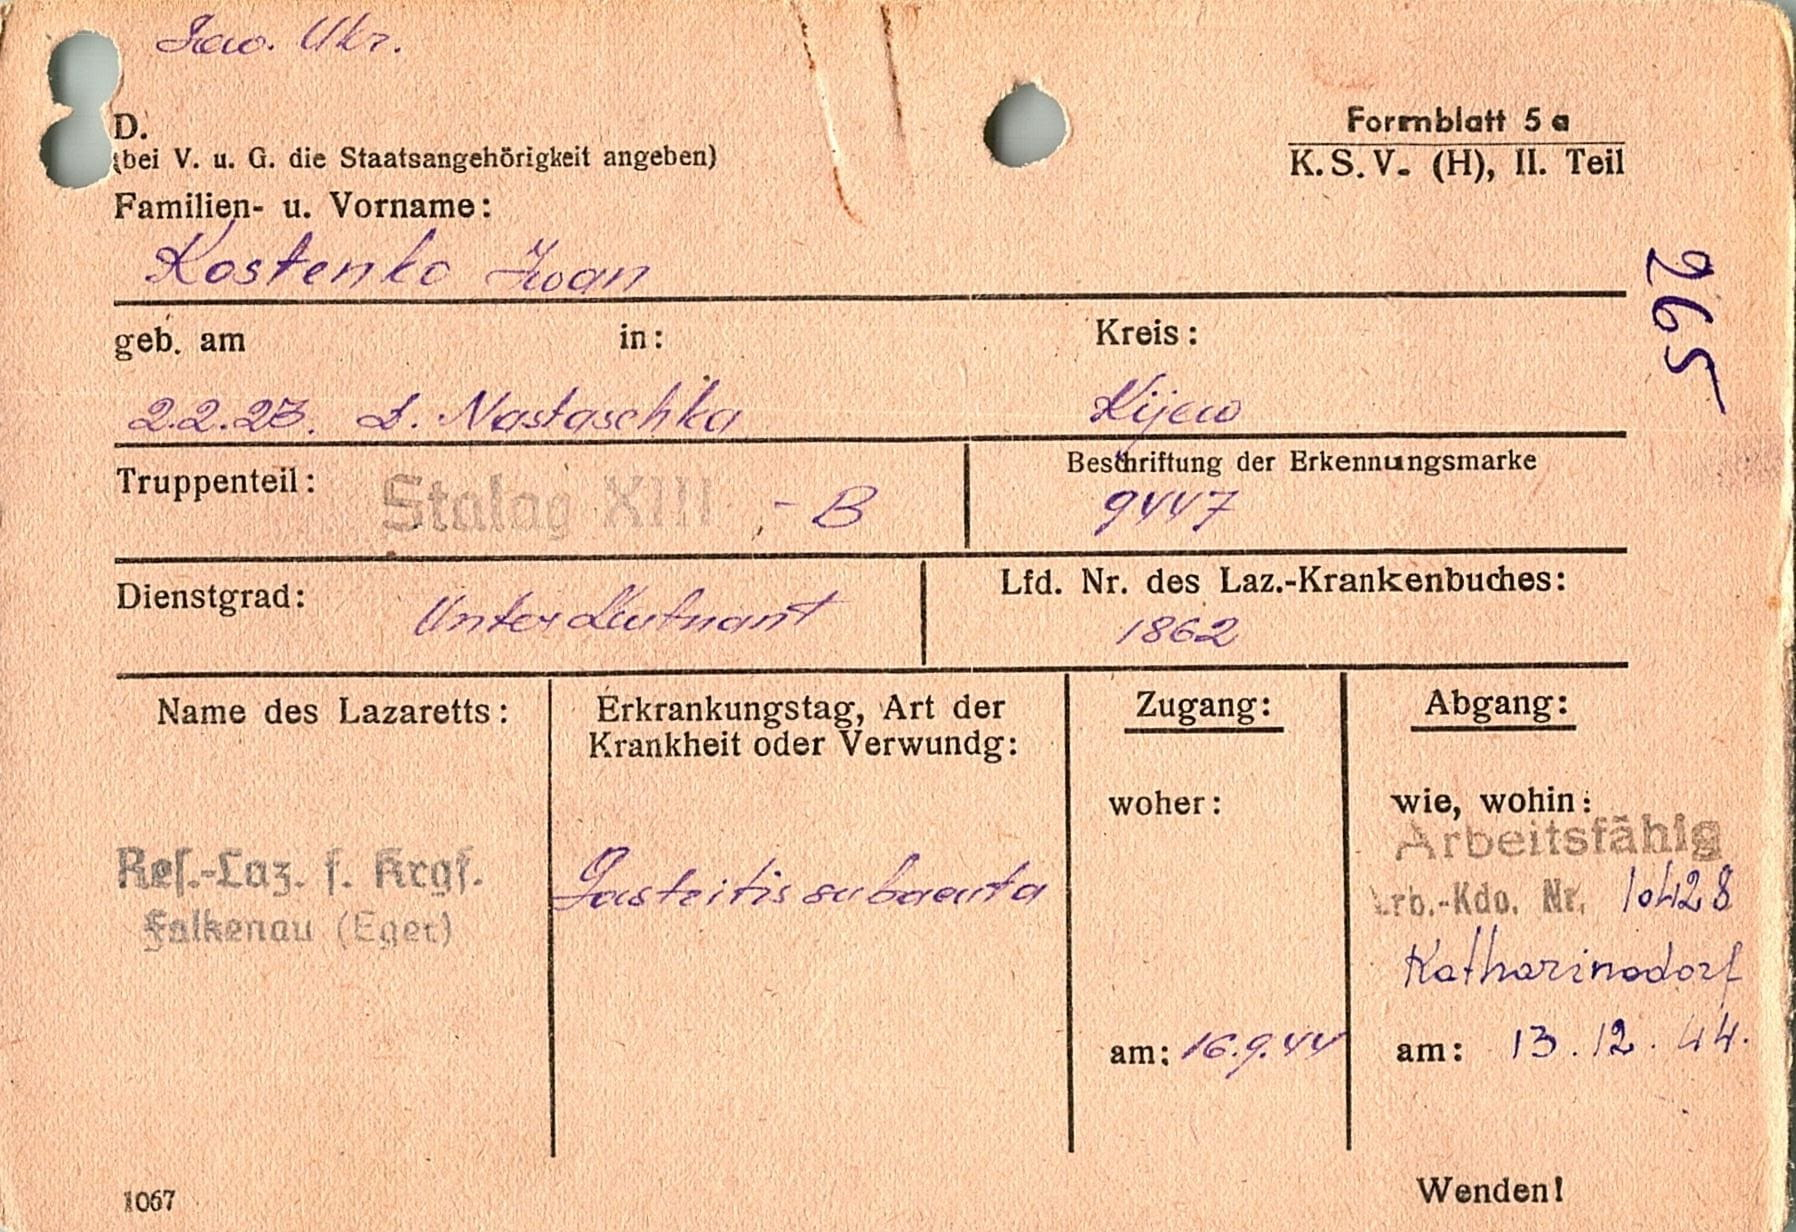 Sow. Ukr.
D.
(bei V. u. G. die Staatsangehörigkeit angeben)
Formblatt 5 a
K. S. V. (H), II. Teil
Familien- u. Vorname:
Kostenko Iwan
265
geb. am in: Kreis:
2.2.23. D. Nastaschka Kijew
Truppenteil: Stalag XIII - B
Beschriftung der Erkennungsmarke
9447
Dienstgrad: Unterleutnant
Lfd. Nr. des Laz.-Krankenbuches:
1862
Name des Lazaretts:
Res.-Laz. f. Krgf.
Falkenau (Eger)
Erkrankungstag, Art der
Krankheit oder Verwundg:
Gastritis subacuta
Zugang:
woher:
am: 16.9.44
Abgang:
wie, wohin:
Arbeitsfähig
Arb.-Kdo. Nr. 10428
Katharinadorf
am: 13.12.44.
1067
Wenden!